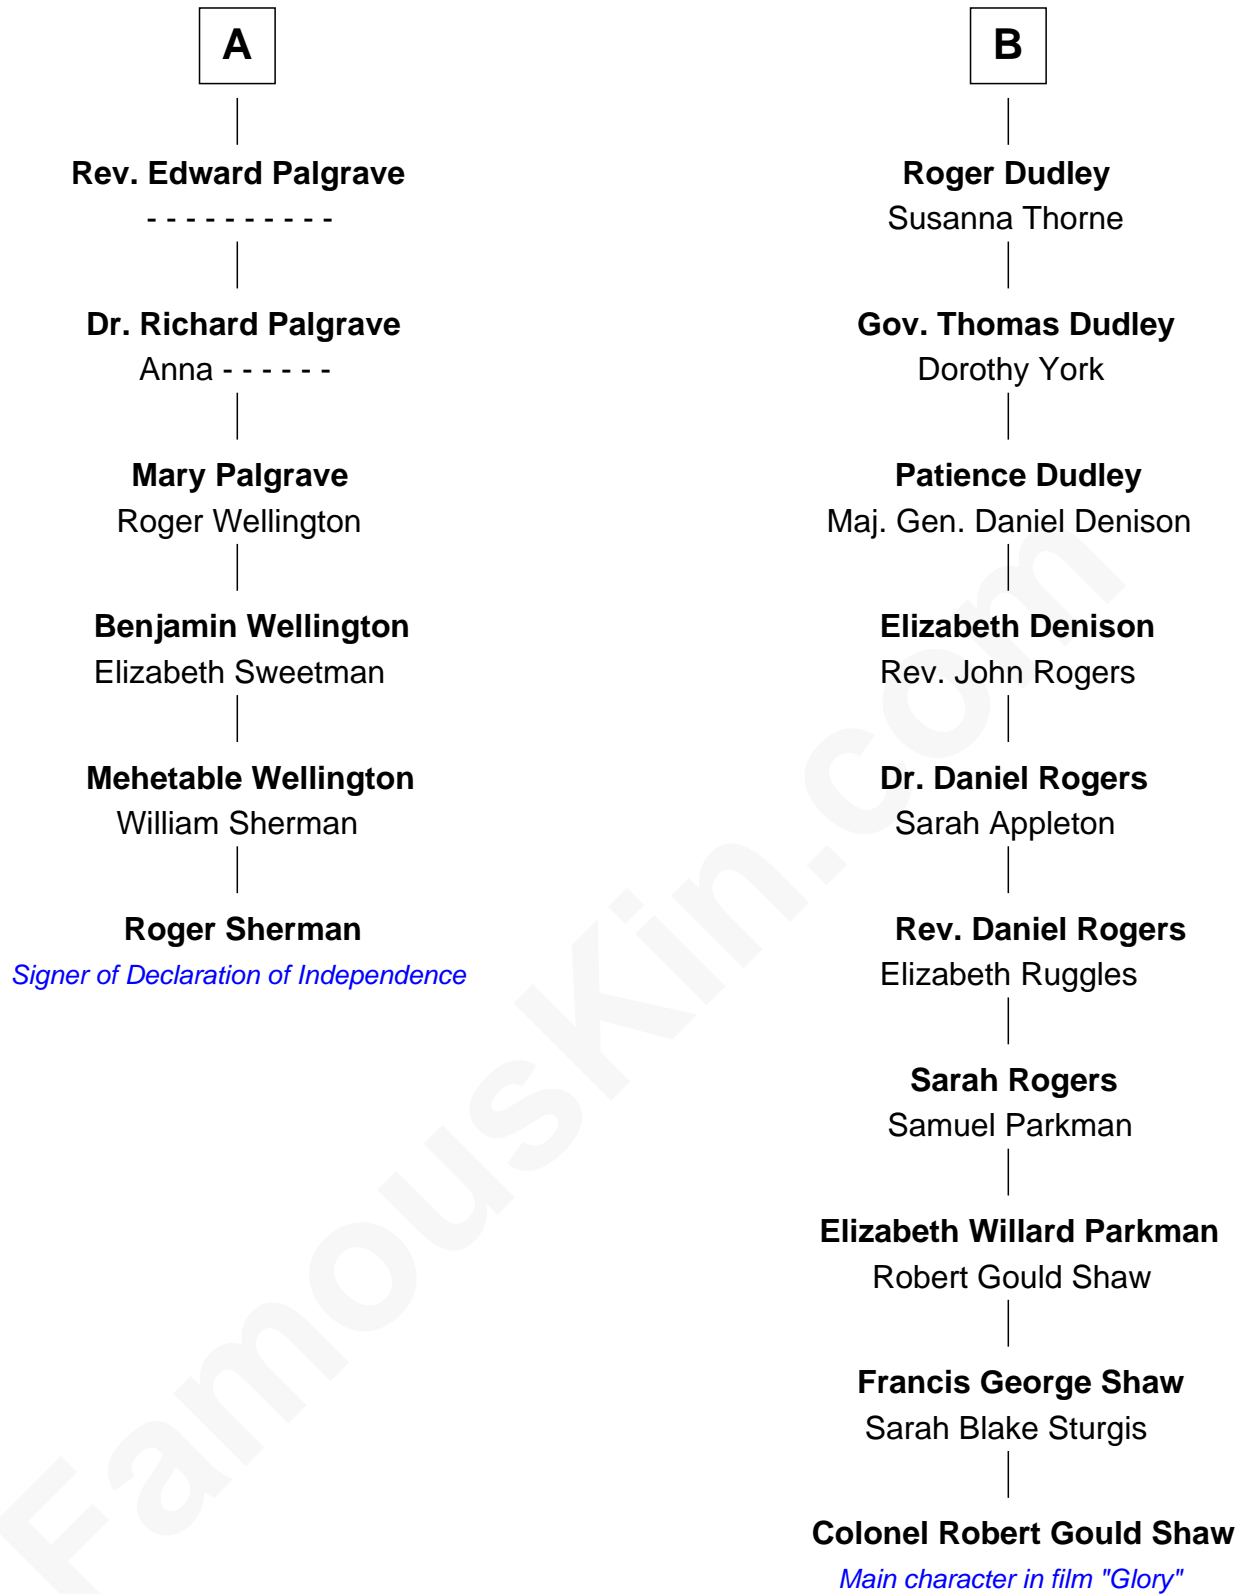 A
Rev. Edward Palgrave
- - - - - - - - - -
Dr. Richard Palgrave
Anna - - - - - -
Mary Palgrave
Roger Wellington
Benjamin Wellington
Elizabeth Sweetman
Mehetable Wellington
William Sherman
Roger Sherman
Signer of Declaration of Independence
B
Roger Dudley
Susanna Thorne
Gov. Thomas Dudley
Dorothy York
Patience Dudley
Maj. Gen. Daniel Denison
Elizabeth Denison
Rev. John Rogers
Dr. Daniel Rogers
Sarah Appleton
Rev. Daniel Rogers
Elizabeth Ruggles
Sarah Rogers
Samuel Parkman
Elizabeth Willard Parkman
Robert Gould Shaw
Francis George Shaw
Sarah Blake Sturgis
Colonel Robert Gould Shaw
Main character in film "Glory"
FamousKin.com